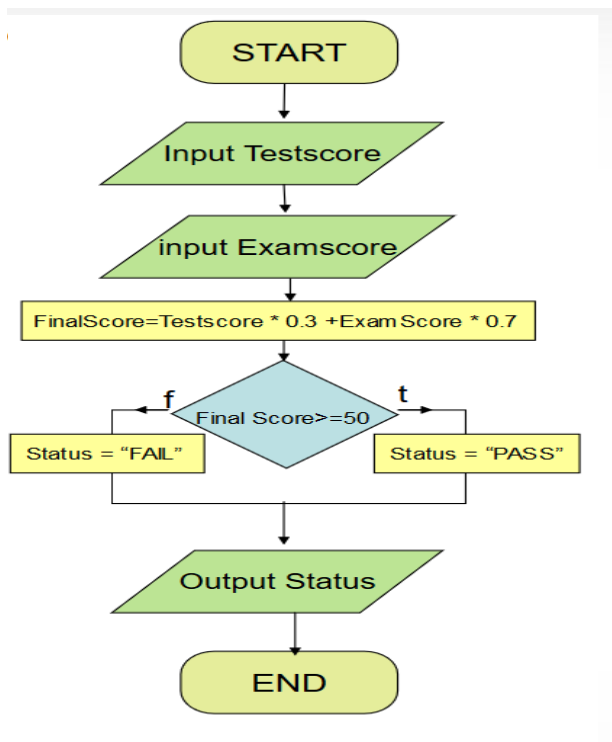 START
Input Testscore
input Examscore
FinalScore=Testscore * 0.3 +Exam Score * 0.7
f
t
Final Score>=50
Status = “FAIL”
Status = “PASS”
Output Status
END